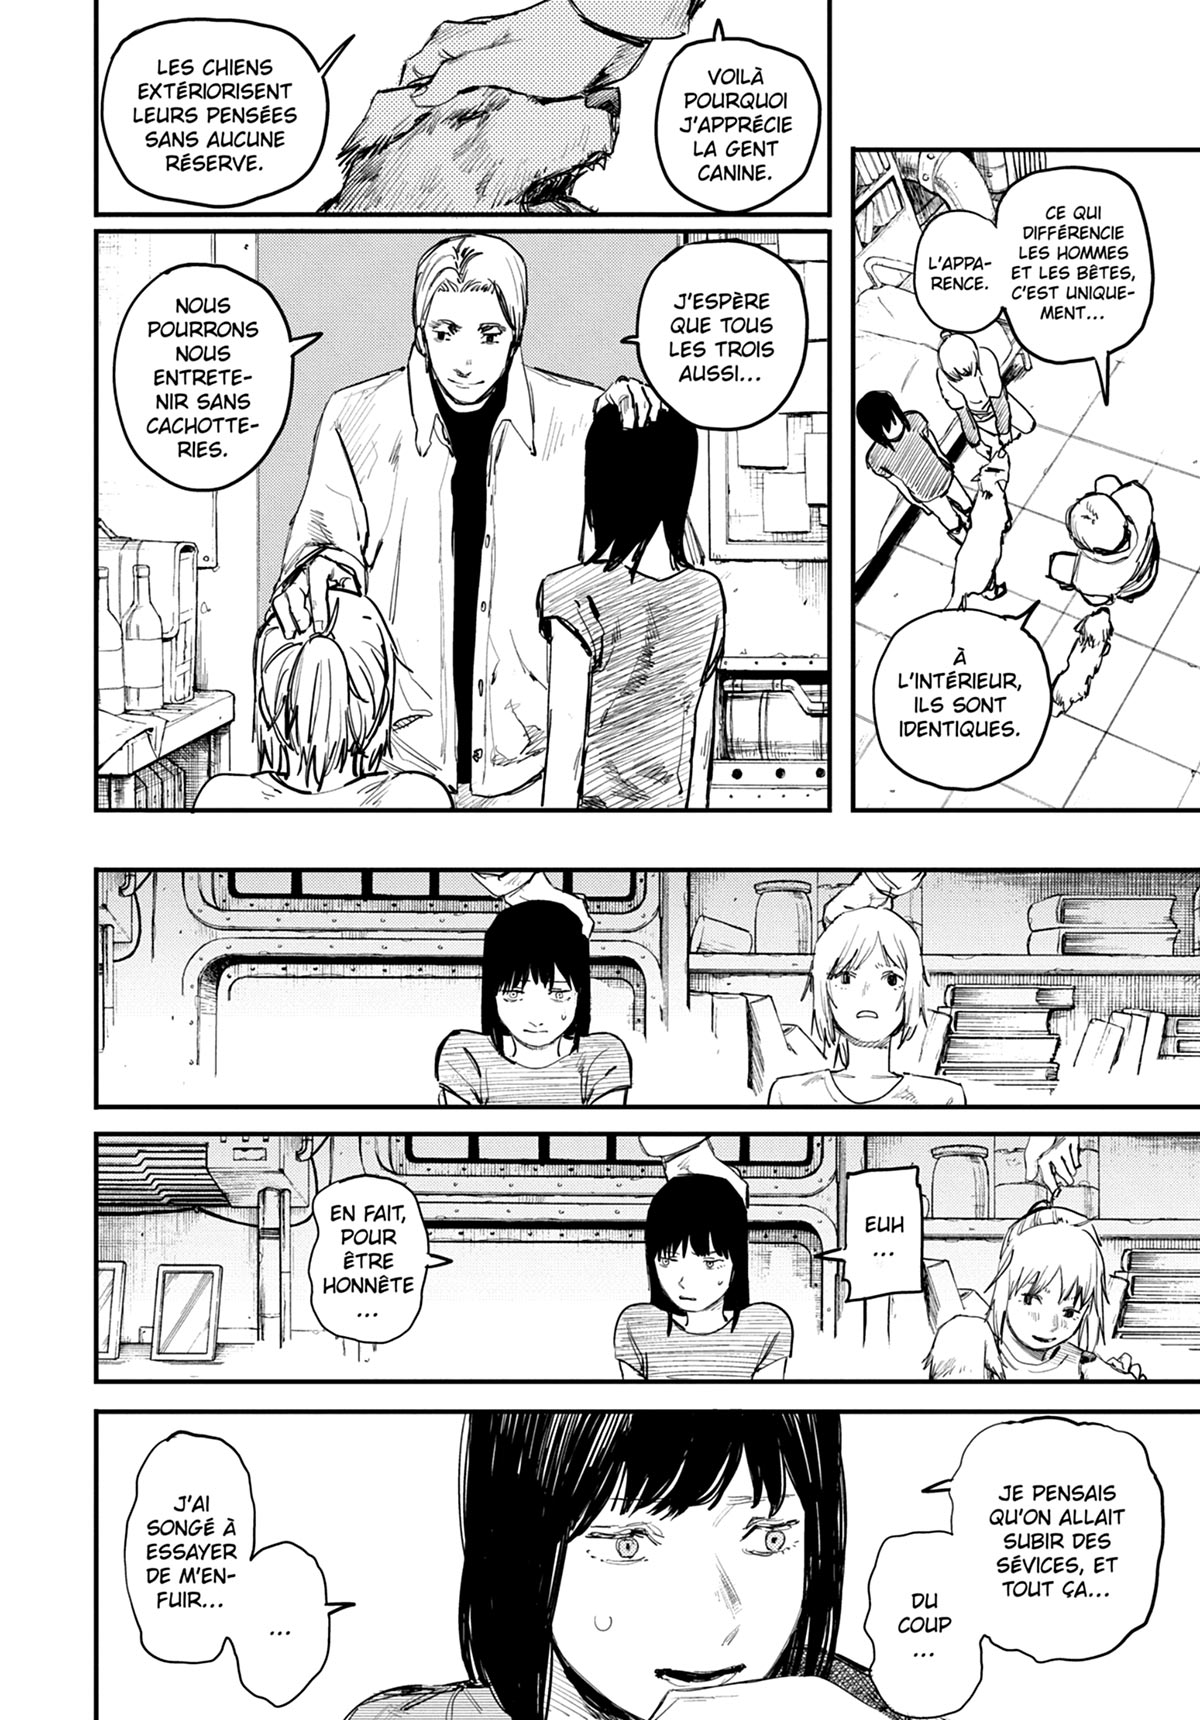 CE QUI
DIFFÉRENCIE
LES HOMMES
ET LES BÊTES,
C'EST UNIQUE-
MENT...
L'APPA-
RENCE.
À
L'INTÉRIEUR,
ILS SONT
IDENTIQUES.
VOILÀ
POURQUOI
J'APPRÉCIE
LA GENT
CANINE.
LES CHIENS
EXTÉRIORISENT
LEURS PENSÉES
SANS AUCUNE
RÉSERVE.
J'ESPÈRE
QUE TOUS
LES TROIS
AUSSI...
NOUS
POURRONS
NOUS
ENTRETE-
NIR SANS
CACHOTTE-
RIES.
EUH
...
EN FAIT,
POUR
ÊTRE
HONNÊTE
...
JE PENSAIS
QU'ON ALLAIT
SUBIR DES
SÉVICES, ET
TOUT ÇA...
DU
COUP
...
J'AI
SONGÉ À
ESSAYER
DE M'EN-
FUIR...
...